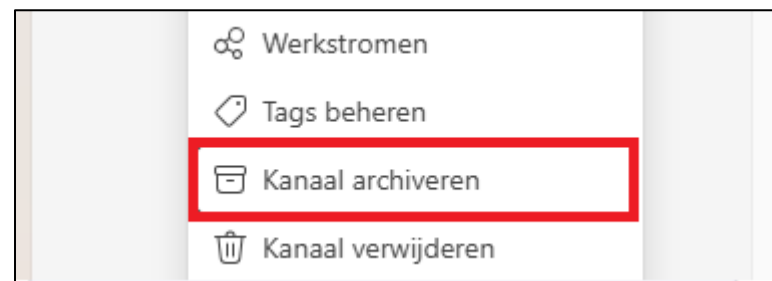 Werkstromen
Tags beheren
Kanaal archiveren
Kanaal verwijderen